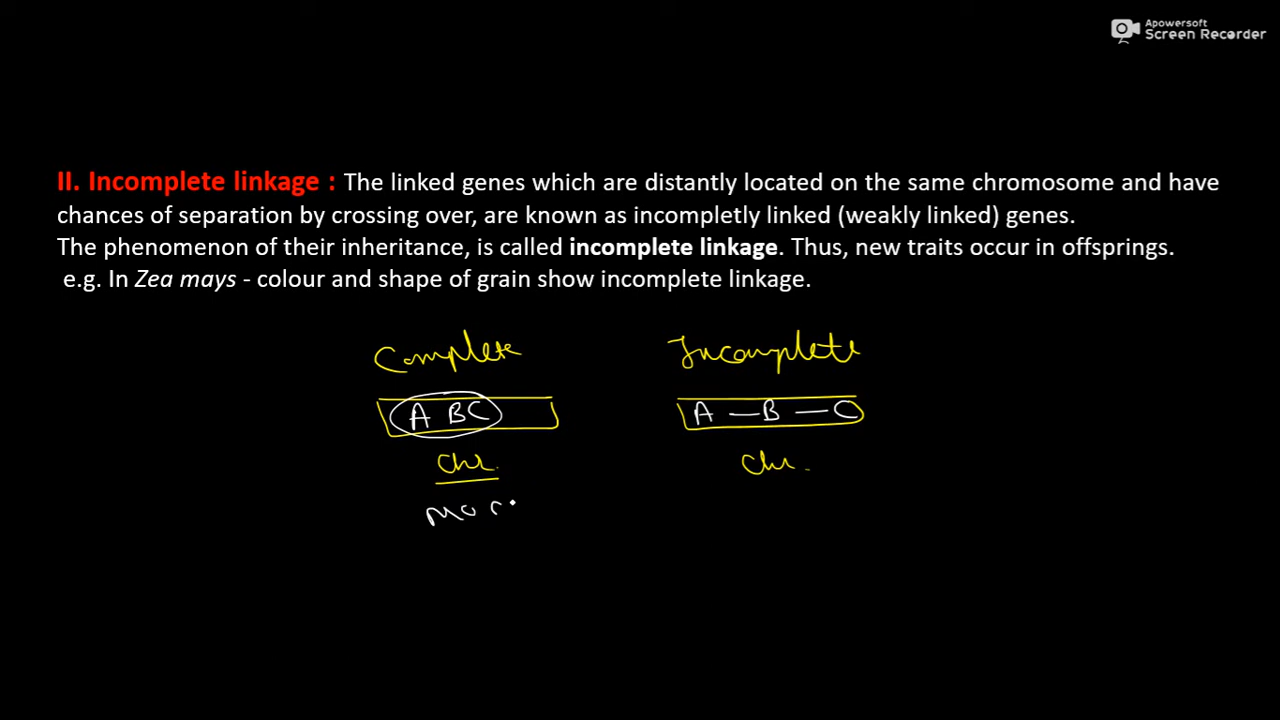 Apowersoft
Screen Recorder
II. Incomplete linkage : The linked genes which are distantly located on the same chromosome and have
chances of separation by crossing over, are known as incompletly linked (weakly linked) genes.
The phenomenon of their inheritance, is called incomplete linkage. Thus, new traits occur in offsprings.
e.g. In Zea mays - colour and shape of grain show incomplete linkage.
Complete Incomplete
A BC A — B — C
chr. chr.
mor